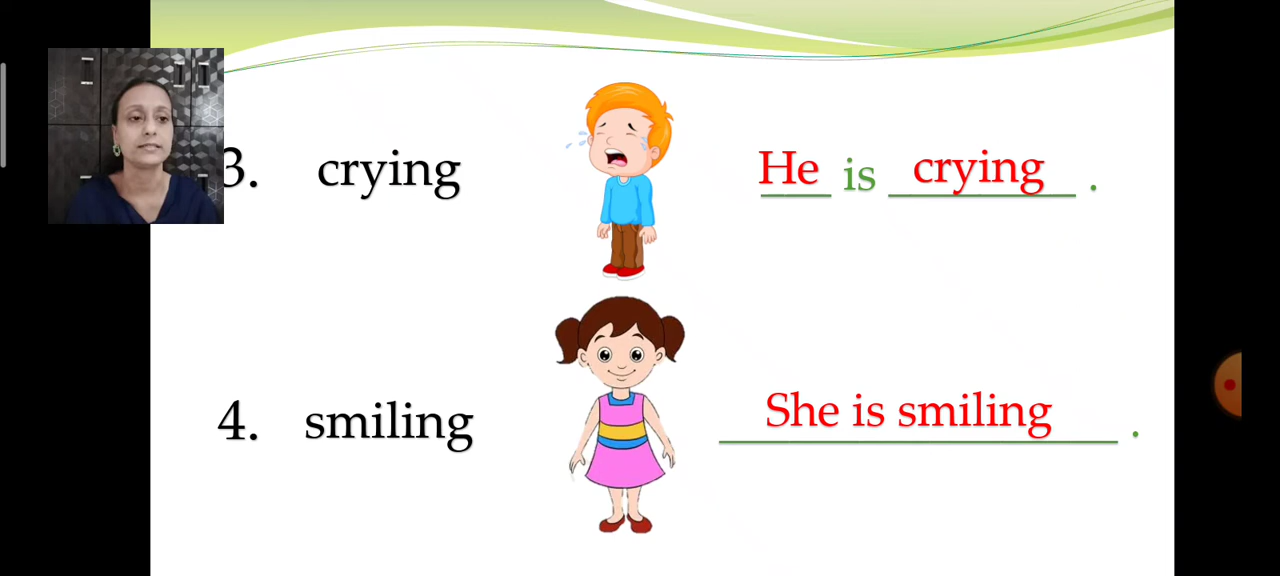 3. crying He is crying .
4. smiling She is smiling .